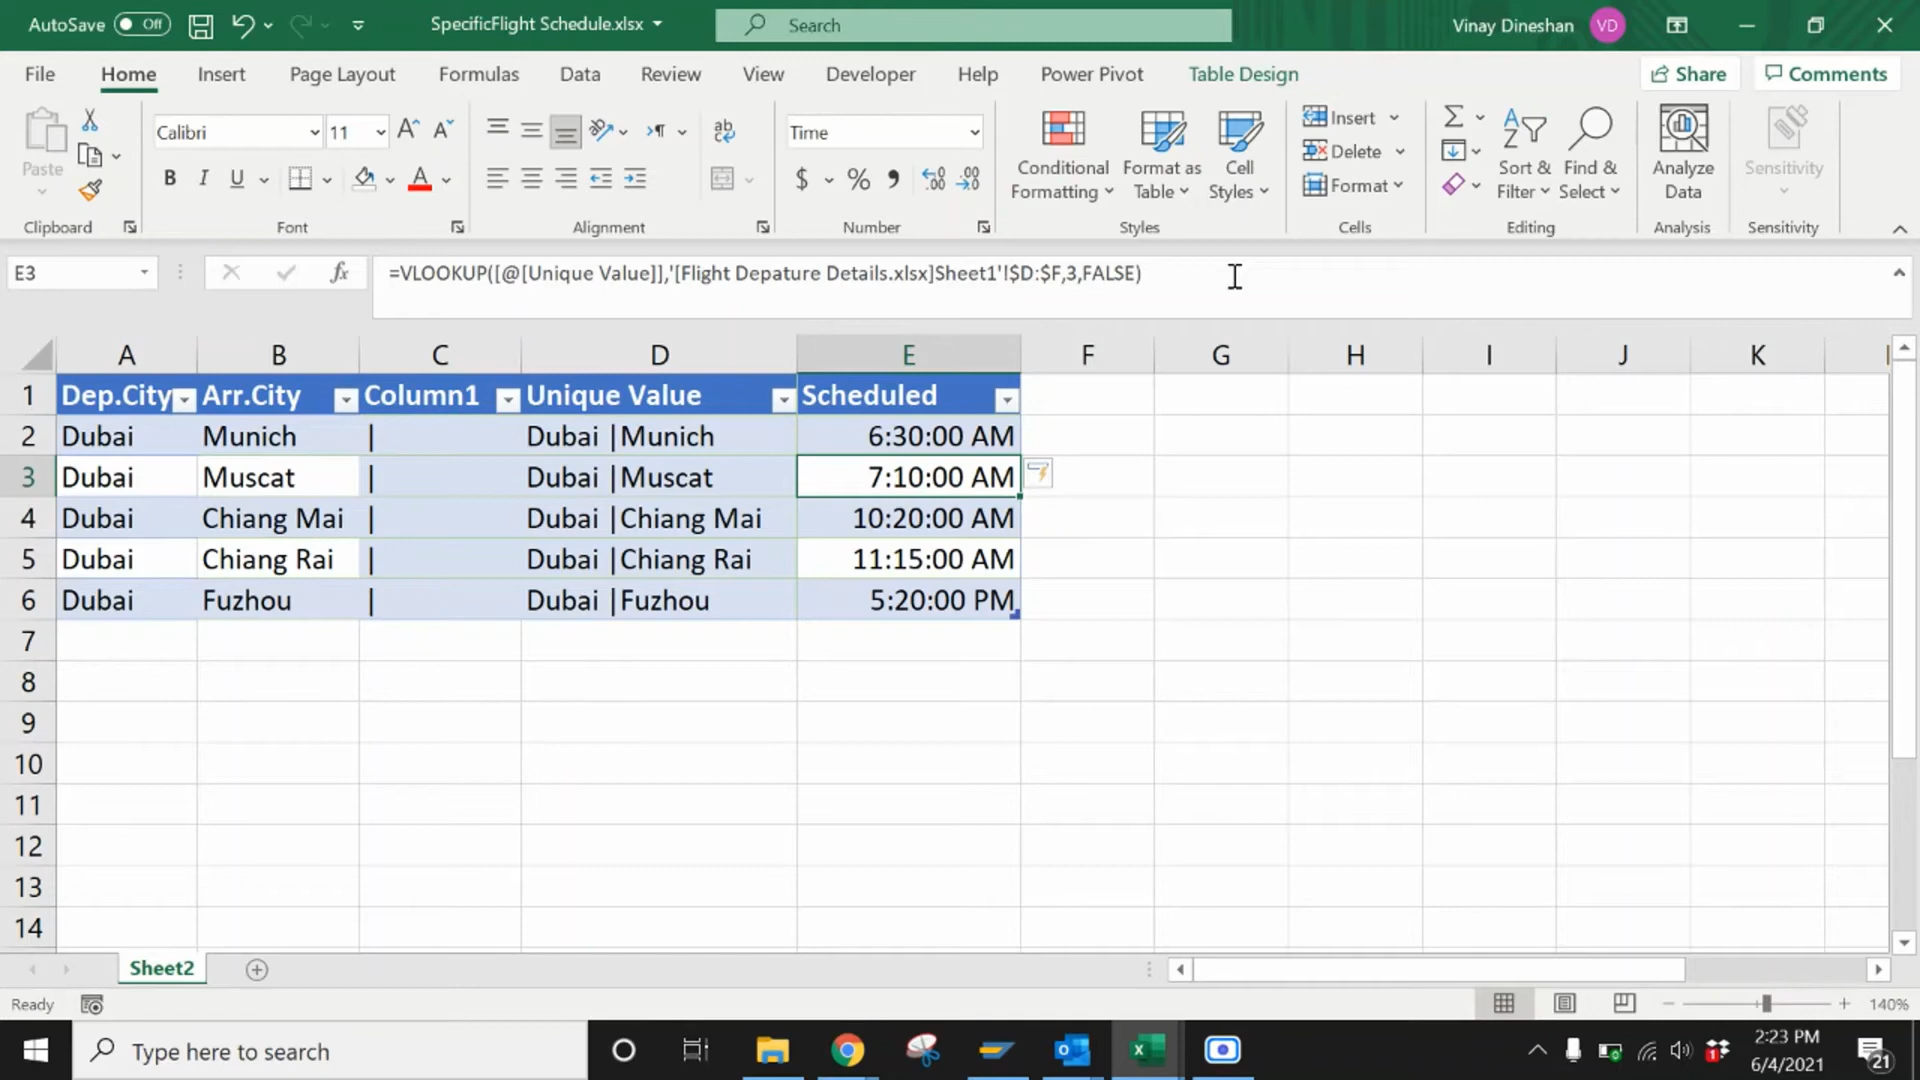 AutoSave Off SpecificFlight Schedule.xlsx Search Vinay Dineshan VD
File Home Insert Page Layout Formulas Data Review View Developer Help Power Pivot Table Design Share Comments
Paste Calibri 11 Time Conditional Formatting Format as Table Cell Styles Insert Delete Format Sort & Filter Find & Select Analyze Data Sensitivity
Clipboard Font Alignment Number Styles Cells Editing Analysis Sensitivity
E3 fx =VLOOKUP([@[Unique Value]],'[Flight Depature Details.xlsx]Sheet1'!$D:$F,3,FALSE)
A B C D E F G H I J K
1 Dep.City Arr.City Column1 Unique Value Scheduled
2 Dubai Munich | Dubai |Munich 6:30:00 AM
3 Dubai Muscat | Dubai |Muscat 7:10:00 AM
4 Dubai Chiang Mai | Dubai |Chiang Mai 10:20:00 AM
5 Dubai Chiang Rai | Dubai |Chiang Rai 11:15:00 AM
6 Dubai Fuzhou | Dubai |Fuzhou 5:20:00 PM
7
8
9
10
11
12
13
14
Sheet2
Ready 140%
Type here to search 2:23 PM
6/4/2021 21